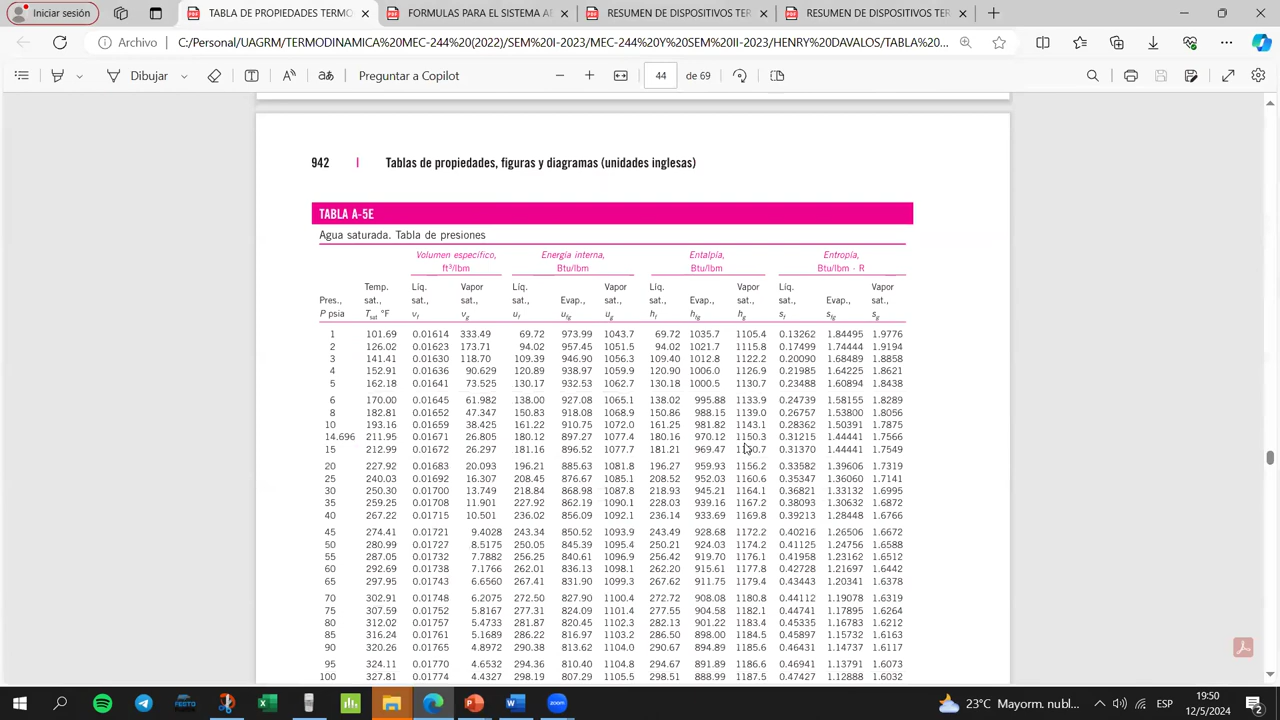 Iniciar sesión
TABLA DE PROPIEDADES TERMO
FORMULAS PARA EL SISTEMA AB
RESUMEN DE DISPOSITIVOS TER
RESUMEN DE DISPOSITIVOS TER
Archivo
C:/Personal/UAGRM/TERMODINAMICA%20MEC-244%20(2022)/SEM%20I-2023/MEC-244%20Y%20SEM%20II-2023/HENRY%20DAVALOS/TABLA%20...
Dibujar
Preguntar a Copilot
44 de 69
942 | Tablas de propiedades, figuras y diagramas (unidades inglesas)
TABLA A-5E
Agua saturada. Tabla de presiones
Volumen específico, Energía interna, Entalpía, Entropía,
ft³/lbm Btu/lbm Btu/lbm Btu/lbm · R
Temp. Líq. Vapor Líq. Vapor Líq. Vapor Líq. Vapor
Pres., sat., sat., sat., sat., Evap., sat., sat., Evap., sat., sat., Evap., sat.,
P psia Tsat °F vf vg uf ufg ug hf hfg hg sf sfg sg
1 101.69 0.01614 333.49 69.72 973.99 1043.7 69.72 1035.7 1105.4 0.13262 1.84495 1.9776
2 126.02 0.01623 173.71 94.02 957.45 1051.5 94.02 1021.7 1115.8 0.17499 1.74444 1.9194
3 141.41 0.01630 118.70 109.39 946.90 1056.3 109.40 1012.8 1122.2 0.20090 1.68489 1.8858
4 152.91 0.01636 90.629 120.89 938.97 1059.9 120.90 1006.0 1126.9 0.21985 1.64225 1.8621
5 162.18 0.01641 73.525 130.17 932.53 1062.7 130.18 1000.5 1130.7 0.23488 1.60894 1.8438
6 170.00 0.01645 61.982 138.00 927.08 1065.1 138.02 995.88 1133.9 0.24739 1.58155 1.8289
8 182.81 0.01652 47.347 150.83 918.08 1068.9 150.86 988.15 1139.0 0.26757 1.53800 1.8056
10 193.16 0.01659 38.425 161.22 910.75 1072.0 161.25 981.82 1143.1 0.28362 1.50391 1.7875
14.696 211.95 0.01671 26.805 180.12 897.27 1077.4 180.16 970.12 1150.3 0.31215 1.44441 1.7566
15 212.99 0.01672 26.297 181.16 896.52 1077.7 181.21 969.47 1150.7 0.31370 1.44441 1.7549
20 227.92 0.01683 20.093 196.21 885.63 1081.8 196.27 959.93 1156.2 0.33582 1.39606 1.7319
25 240.03 0.01692 16.307 208.45 876.67 1085.1 208.52 952.03 1160.6 0.35347 1.36060 1.7141
30 250.30 0.01700 13.749 218.84 868.98 1087.8 218.93 945.21 1164.1 0.36821 1.33132 1.6995
35 259.25 0.01708 11.901 227.92 862.19 1090.1 228.03 939.16 1167.2 0.38093 1.30632 1.6872
40 267.22 0.01715 10.501 236.02 856.09 1092.1 236.14 933.69 1169.8 0.39213 1.28448 1.6766
45 274.41 0.01721 9.4028 243.34 850.52 1093.9 243.49 928.68 1172.2 0.40216 1.26506 1.6672
50 280.99 0.01727 8.5175 250.05 845.39 1095.4 250.21 924.03 1174.2 0.41125 1.24756 1.6588
55 287.05 0.01732 7.7882 256.25 840.61 1096.9 256.42 919.70 1176.1 0.41958 1.23162 1.6512
60 292.69 0.01738 7.1766 262.01 836.13 1098.1 262.20 915.61 1177.8 0.42728 1.21697 1.6442
65 297.95 0.01743 6.6560 267.41 831.90 1099.3 267.62 911.75 1179.4 0.43443 1.20341 1.6378
70 302.91 0.01748 6.2075 272.50 827.90 1100.4 272.72 908.08 1180.8 0.44112 1.19078 1.6319
75 307.59 0.01752 5.8167 277.31 824.09 1101.4 277.55 904.58 1182.1 0.44741 1.17895 1.6264
80 312.02 0.01757 5.4733 281.87 820.45 1102.3 282.13 901.22 1183.4 0.45335 1.16783 1.6212
85 316.24 0.01761 5.1689 286.22 816.97 1103.2 286.50 898.00 1184.5 0.45897 1.15732 1.6163
90 320.26 0.01765 4.8972 290.38 813.62 1104.0 290.67 894.89 1185.6 0.46431 1.14737 1.6117
95 324.11 0.01770 4.6532 294.36 810.40 1104.8 294.67 891.89 1186.6 0.46941 1.13791 1.6073
100 327.81 0.01774 4.4327 298.19 807.29 1105.5 298.51 888.99 1187.5 0.47427 1.12888 1.6032
23°C Mayorm. nubl...
ESP
19:50
12/5/2024
2